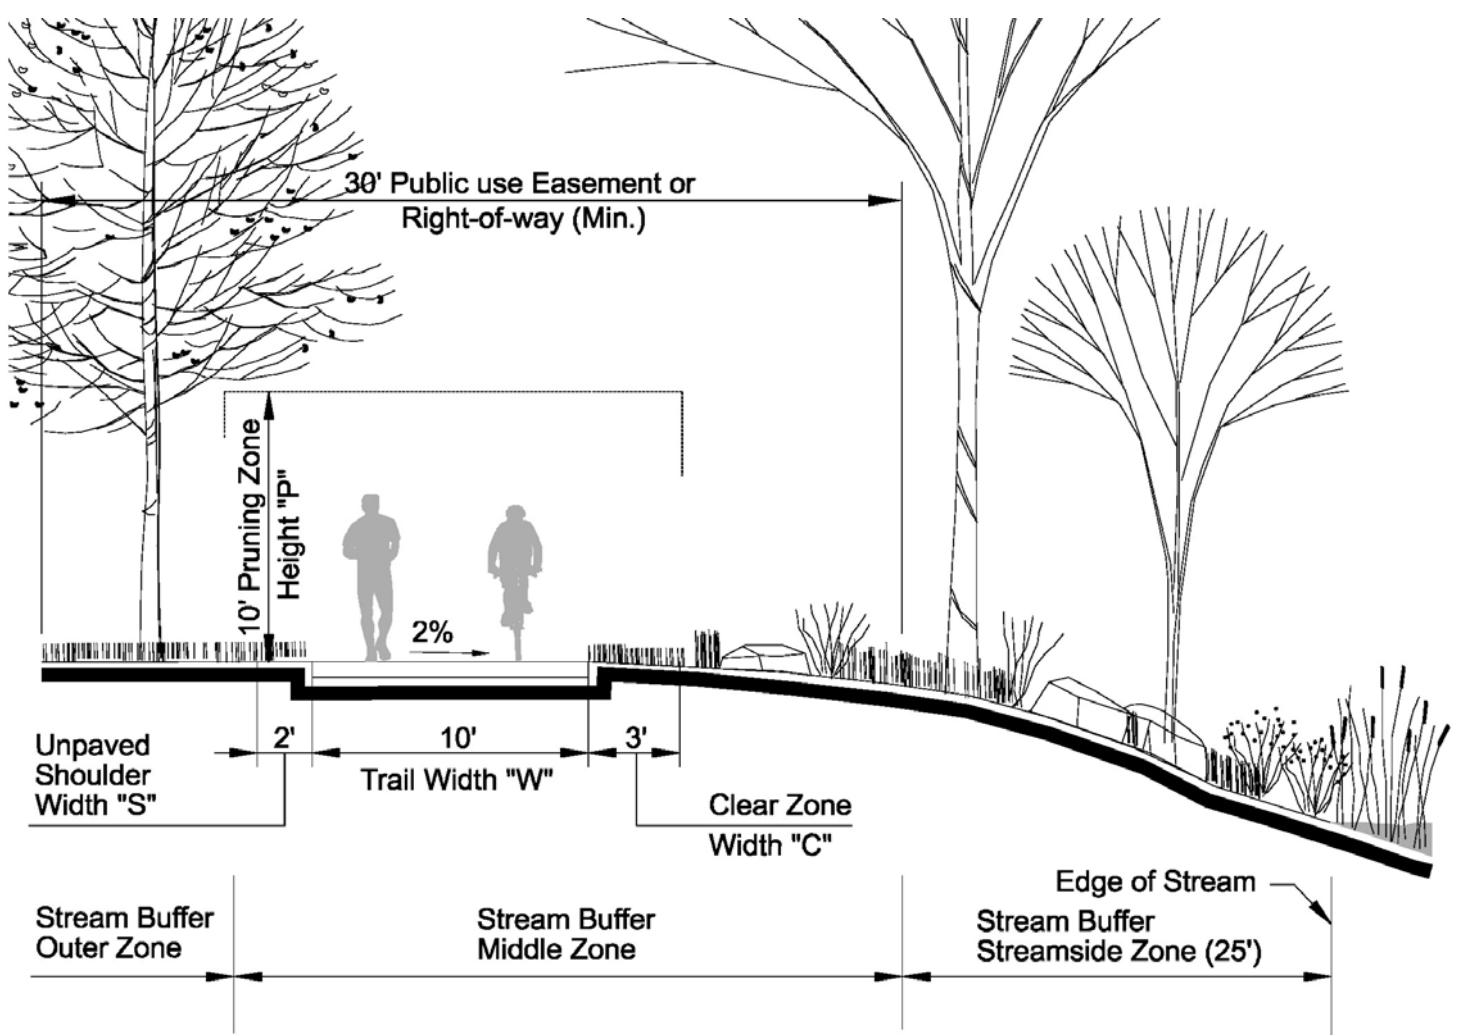 30' Public use Easement or
Right-of-way (Min.)
10' Pruning Zone
Height "P"
2%
Unpaved
Shoulder
Width "S"
2'
10'
3'
Trail Width "W"
Clear Zone
Width "C"
Edge of Stream
Stream Buffer
Outer Zone
Stream Buffer
Middle Zone
Stream Buffer
Streamside Zone (25')